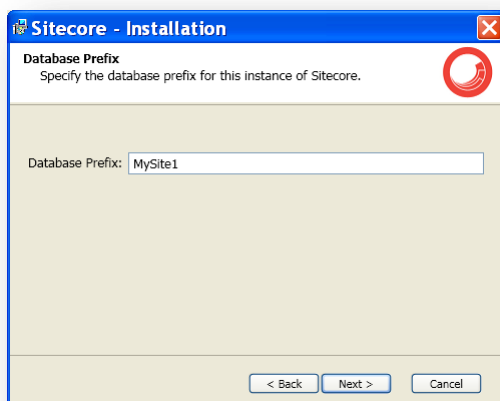 Sitecore - Installation
Database Prefix
Specify the database prefix for this instance of Sitecore.
Database Prefix: MySite1
< Back Next > Cancel